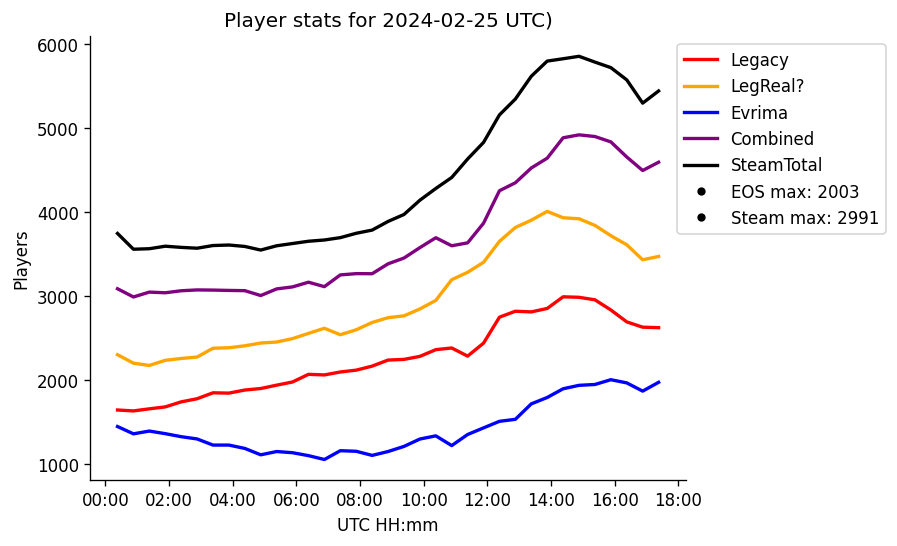 Player stats for 2024-02-25 UTC)
6000
5000
4000
3000
2000
1000
Players
00:00 02:00 04:00 06:00 08:00 10:00 12:00 14:00 16:00 18:00
UTC HH:mm
Legacy
LegReal?
Evrima
Combined
SteamTotal
EOS max: 2003
Steam max: 2991